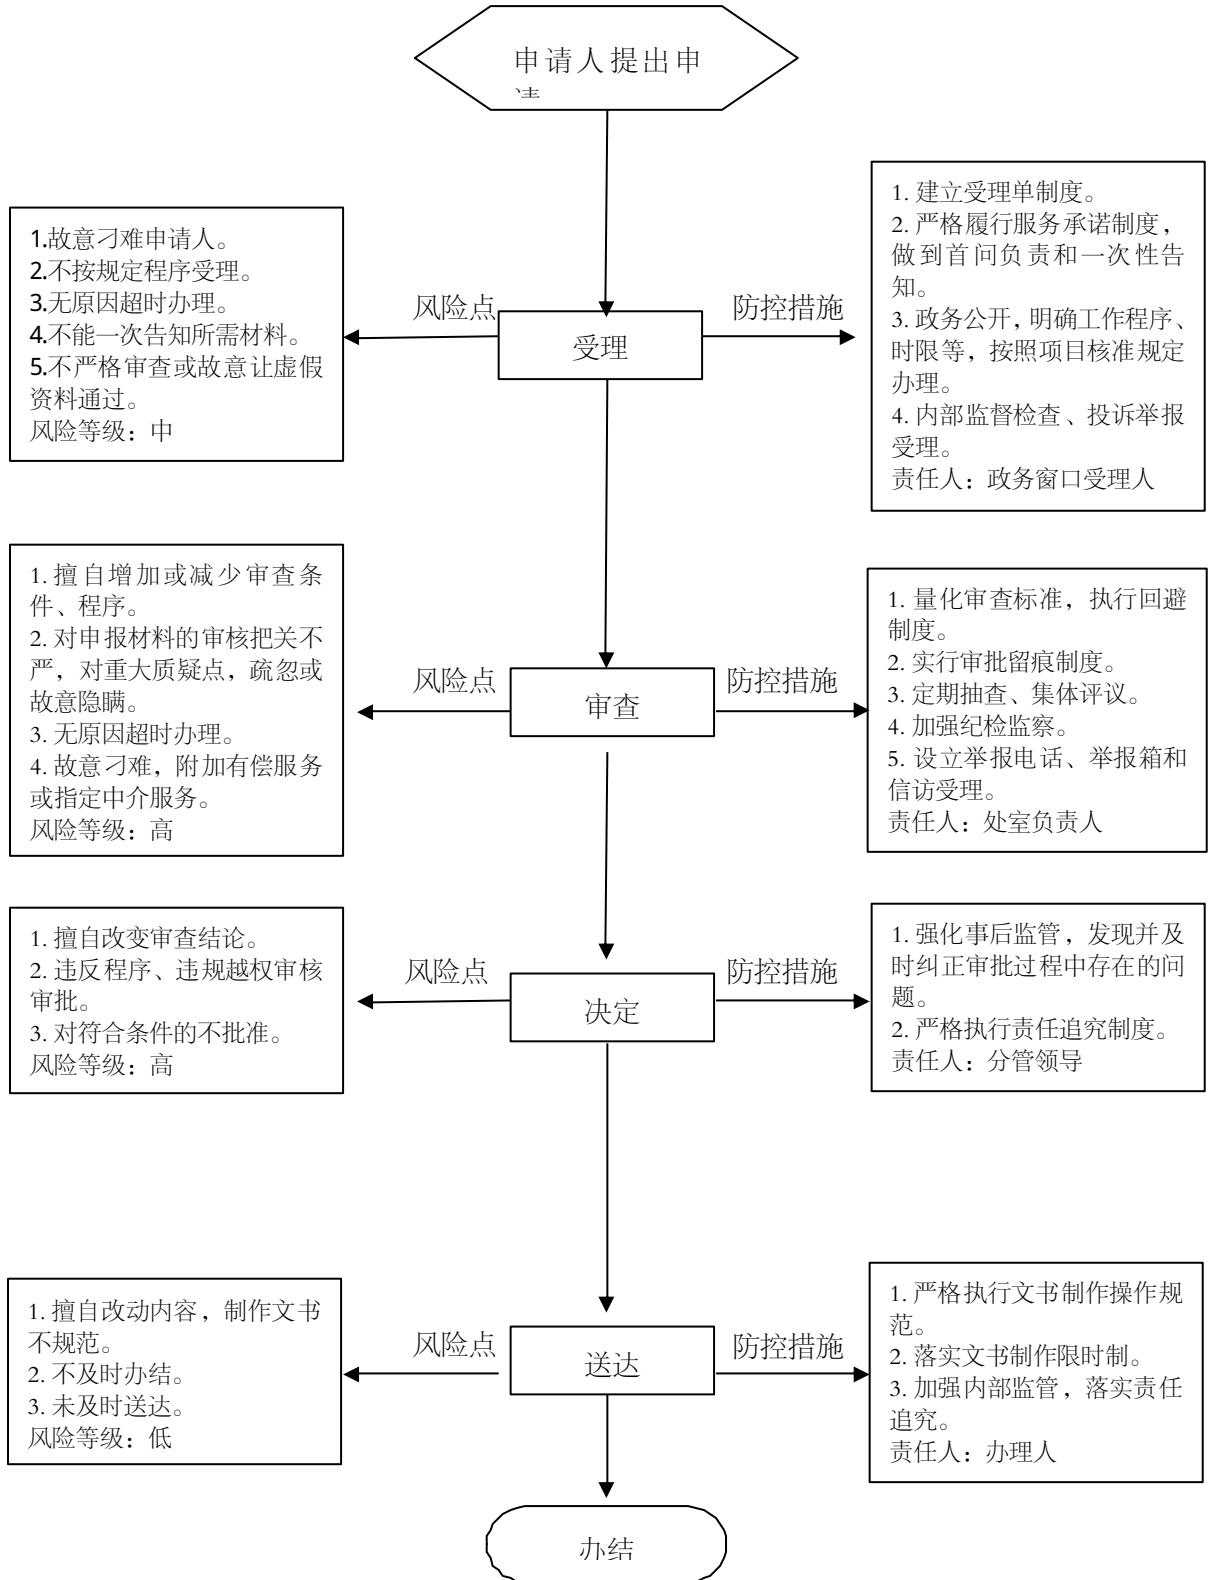 申请人提出申
请
1.故意刁难申请人。
2.不按规定程序受理。
3.无原因超时办理。
4.不能一次告知所需材料。
5.不严格审查或故意让虚假
资料通过。
风险等级：中
风险点
受理
防控措施
1. 建立受理单制度。
2. 严格履行服务承诺制度，
做到首问负责和一次性告
知。
3. 政务公开，明确工作程序、
时限等，按照项目核准规定
办理。
4. 内部监督检查、投诉举报
受理。
责任人：政务窗口受理人
1. 擅自增加或减少审查条
件、程序。
2. 对申报材料的审核把关不
严，对重大质疑点，疏忽或
故意隐瞒。
3. 无原因超时办理。
4. 故意刁难，附加有偿服务
或指定中介服务。
风险等级：高
风险点
审查
防控措施
1. 量化审查标准，执行回避
制度。
2. 实行审批留痕制度。
3. 定期抽查、集体评议。
4. 加强纪检监察。
5. 设立举报电话、举报箱和
信访受理。
责任人：处室负责人
1. 擅自改变审查结论。
2. 违反程序、违规越权审核
审批。
3. 对符合条件的不批准。
风险等级：高
风险点
决定
防控措施
1. 强化事后监管，发现并及
时纠正审批过程中存在的问
题。
2. 严格执行责任追究制度。
责任人：分管领导
1. 擅自改动内容，制作文书
不规范。
2. 不及时办结。
3. 未及时送达。
风险等级：低
风险点
送达
防控措施
1. 严格执行文书制作操作规
范。
2. 落实文书制作限时制。
3. 加强内部监管，落实责任
追究。
责任人：办理人
办结